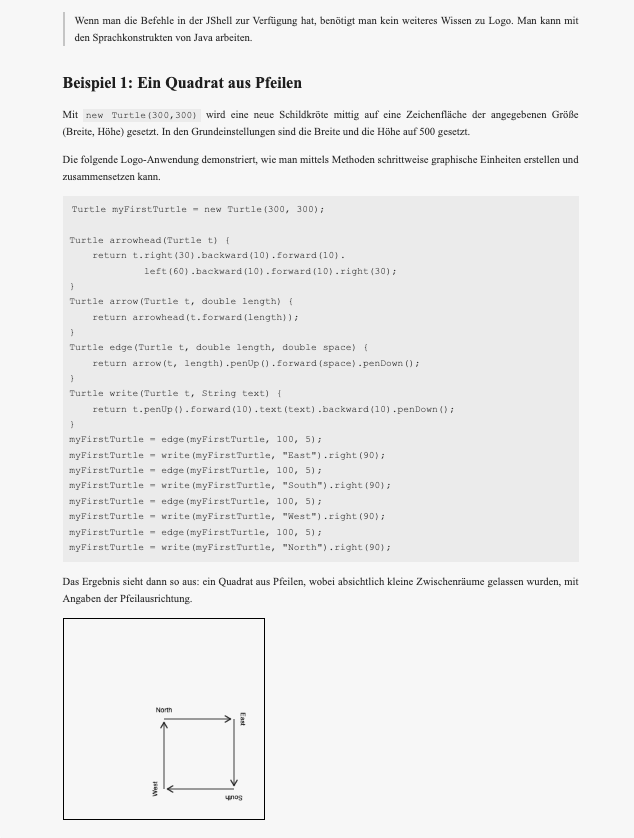 Wenn man die Befehle in der JShell zur Verfügung hat, benötigt man kein weiteres Wissen zu Logo. Man kann mit
den Sprachkonstrukten von Java arbeiten.
Beispiel 1: Ein Quadrat aus Pfeilen
Mit new Turtle(300,300) wird eine neue Schildkröte mittig auf eine Zeichenfläche der angegebenen Größe
(Breite, Höhe) gesetzt. In den Grundeinstellungen sind die Breite und die Höhe auf 500 gesetzt.
Die folgende Logo-Anwendung demonstriert, wie man mittels Methoden schrittweise graphische Einheiten erstellen und
zusammensetzen kann.
Turtle myFirstTurtle = new Turtle(300, 300);
Turtle arrowhead(Turtle t) {
    return t.right(30).backward(10).forward(10).
             left(60).backward(10).forward(10).right(30);
}
Turtle arrow(Turtle t, double length) {
    return arrowhead(t.forward(length));
}
Turtle edge(Turtle t, double length, double space) {
    return arrow(t, length).penUp().forward(space).penDown();
}
Turtle write(Turtle t, String text) {
    return t.penUp().forward(10).text(text).backward(10).penDown();
}
myFirstTurtle = edge(myFirstTurtle, 100, 5);
myFirstTurtle = write(myFirstTurtle, "East").right(90);
myFirstTurtle = edge(myFirstTurtle, 100, 5);
myFirstTurtle = write(myFirstTurtle, "South").right(90);
myFirstTurtle = edge(myFirstTurtle, 100, 5);
myFirstTurtle = write(myFirstTurtle, "West").right(90);
myFirstTurtle = edge(myFirstTurtle, 100, 5);
myFirstTurtle = write(myFirstTurtle, "North").right(90);
Das Ergebnis sieht dann so aus: ein Quadrat aus Pfeilen, wobei absichtlich kleine Zwischenräume gelassen wurden, mit
Angaben der Pfeilausrichtung.
North
East
West
South